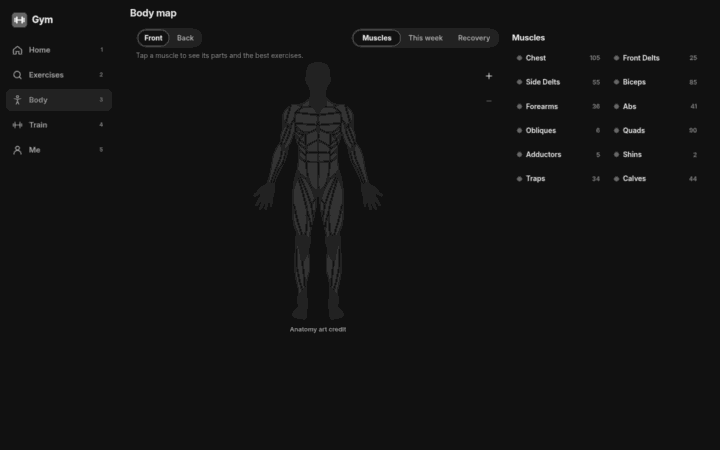 Gym
Home 1
Exercises 2
Body 3
Train 4
Me 5
Body map
Front Back
Muscles This week Recovery
Tap a muscle to see its parts and the best exercises.
+
−
Anatomy art credit
Muscles
Chest 105 Front Delts 25
Side Delts 55 Biceps 85
Forearms 36 Abs 41
Obliques 6 Quads 90
Adductors 5 Shins 2
Traps 34 Calves 44